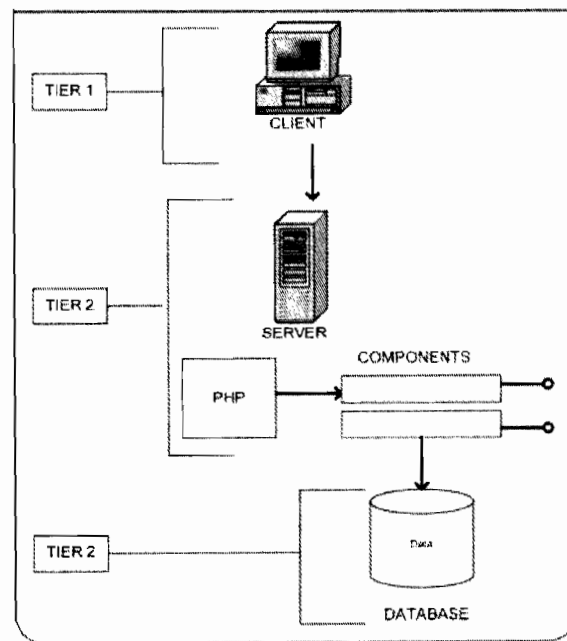 TIER 1
CLIENT
TIER 2
SERVER
COMPONENTS
PHP
TIER 2
Data
DATABASE